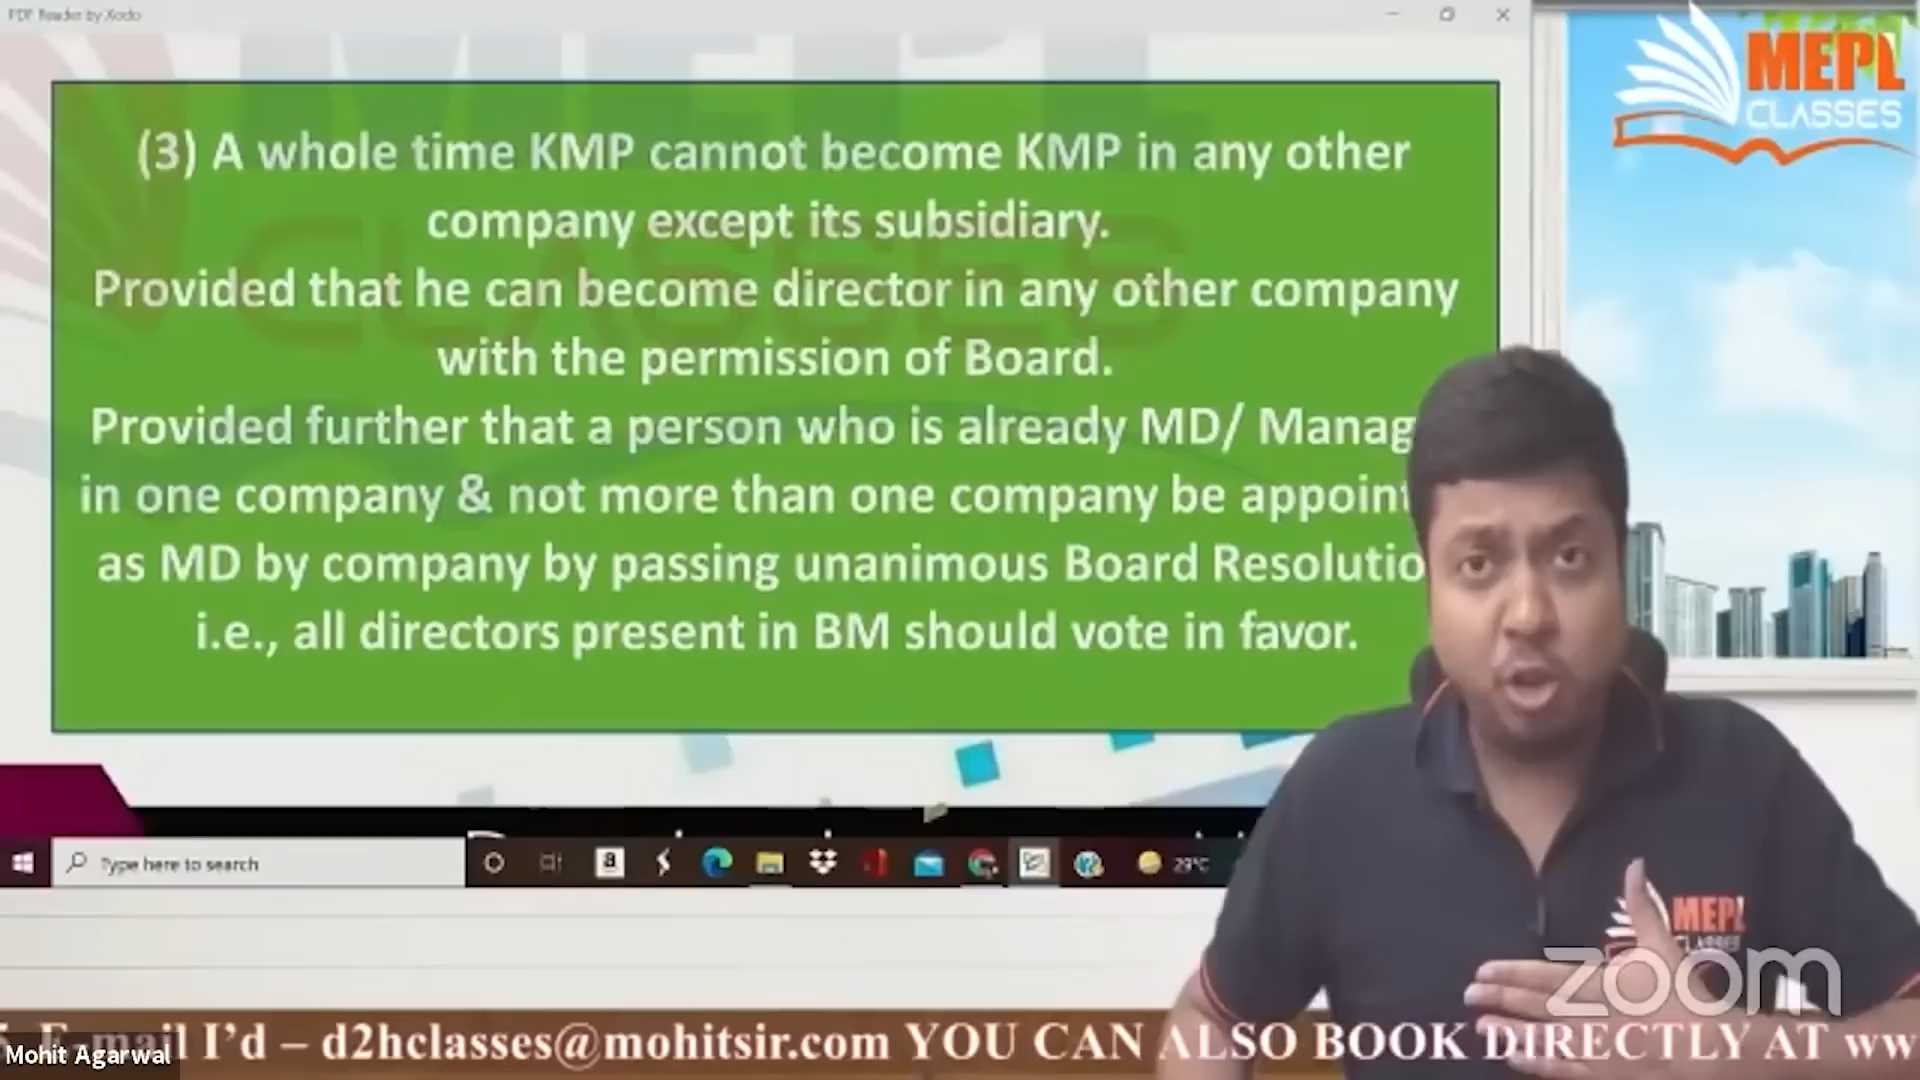 PDF Reader by Xodo
MEPL
CLASSES
(3) A whole time KMP cannot become KMP in any other
company except its subsidiary.
Provided that he can become director in any other company
with the permission of Board.
Provided further that a person who is already MD/ Manag
in one company & not more than one company be appoint
as MD by company by passing unanimous Board Resolutio
i.e., all directors present in BM should vote in favor.
Type here to search
29°C
MEPL
CLASSES
zoom
E-mail I'd – d2hclasses@mohitsir.com YOU CAN ALSO BOOK DIRECTLY AT ww
Mohit Agarwal